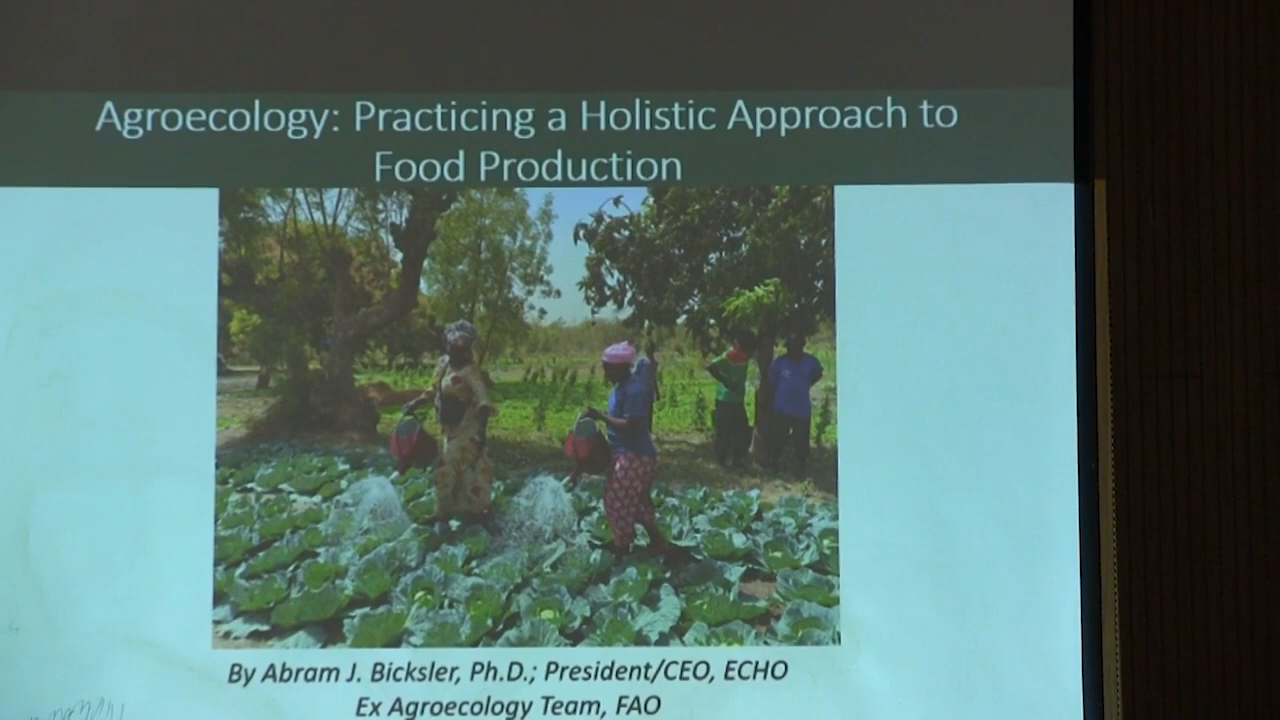 Agroecology: Practicing a Holistic Approach to
Food Production
By Abram J. Bicksler, Ph.D.; President/CEO, ECHO
Ex Agroecology Team, FAO